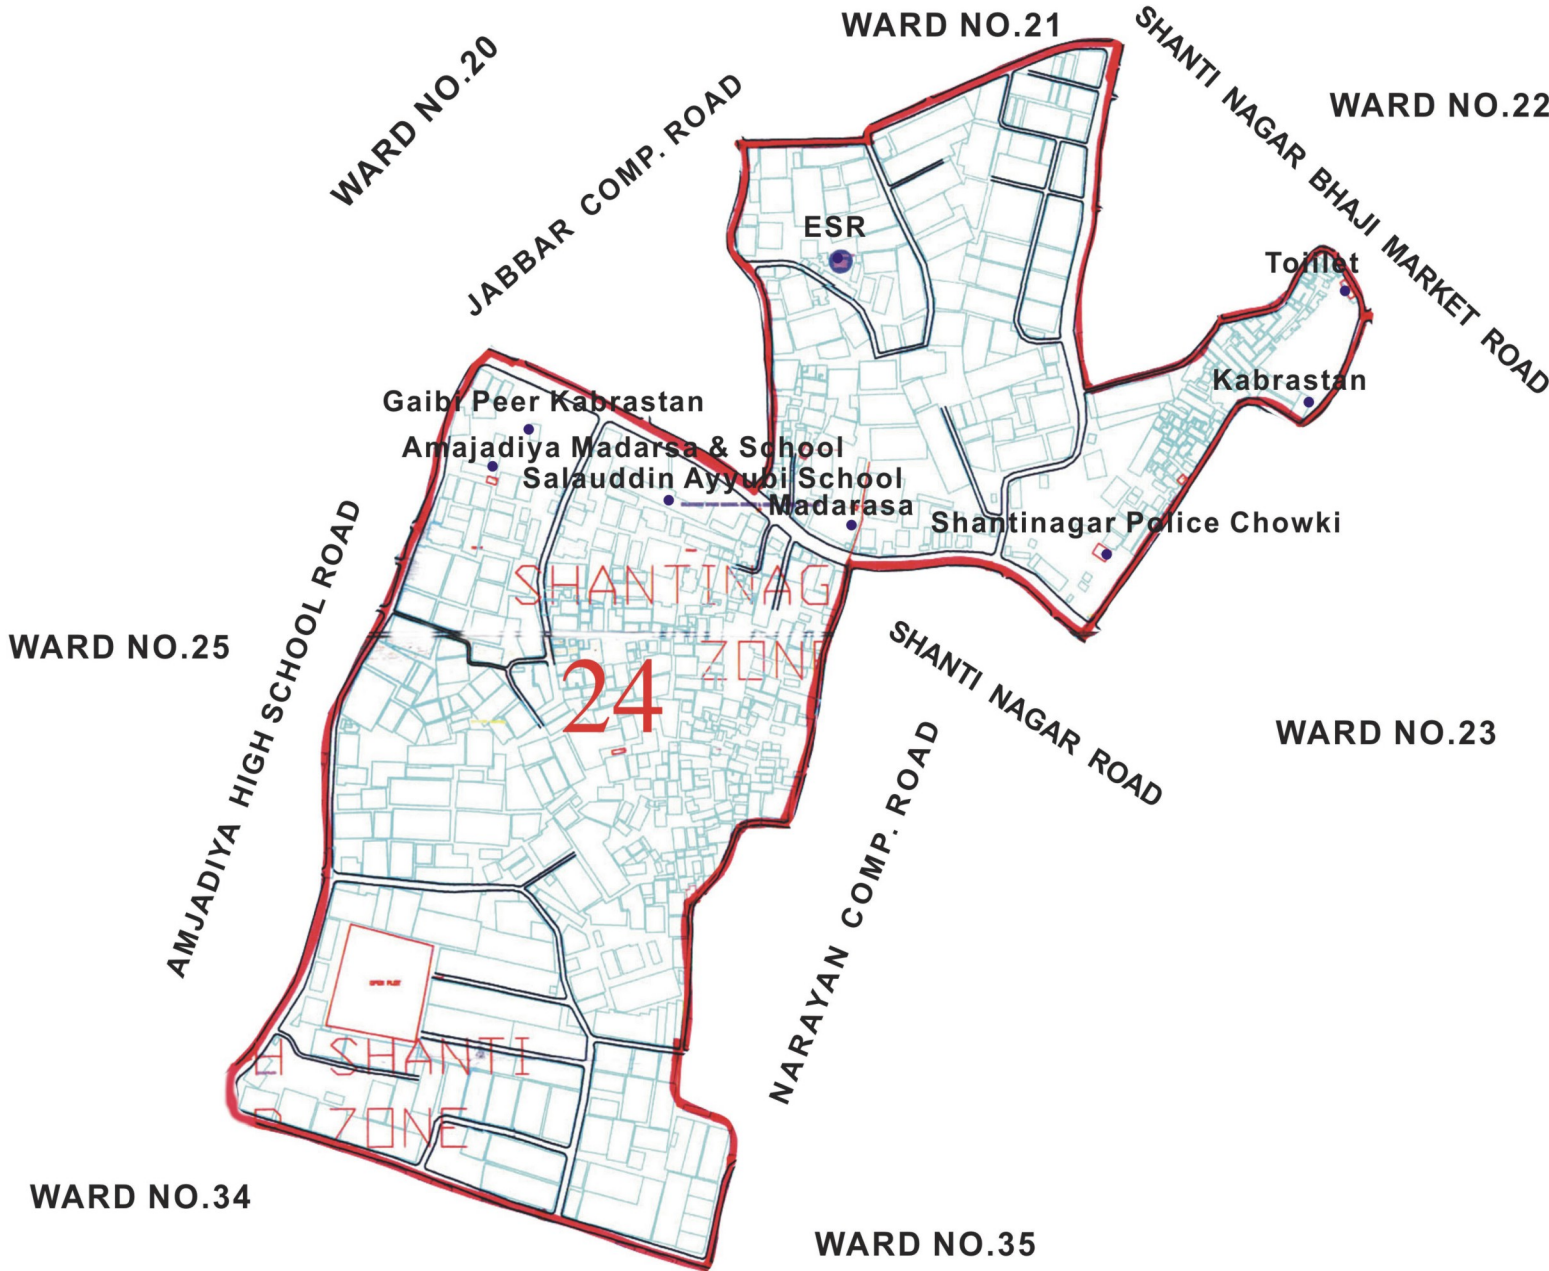 WARD NO.21
SHANTI NAGAR BHAJI MARKET ROAD
WARD NO.20
WARD NO.22
JABBAR COMP. ROAD
ESR
Toiilet
Kabrastan
Gaibi Peer Kabrastan
Amajadiya Madarsa & School
Salauddin Ayyubi School
Madarasa
Shantinagar Police Chowki
AMJADIYA HIGH SCHOOL ROAD
SHANTINAG
ZONE
WARD NO.25
24
SHANTI NAGAR ROAD
WARD NO.23
NARAYAN COMP. ROAD
OPEN PLOT
SHANTI
ZONE
WARD NO.34
WARD NO.35